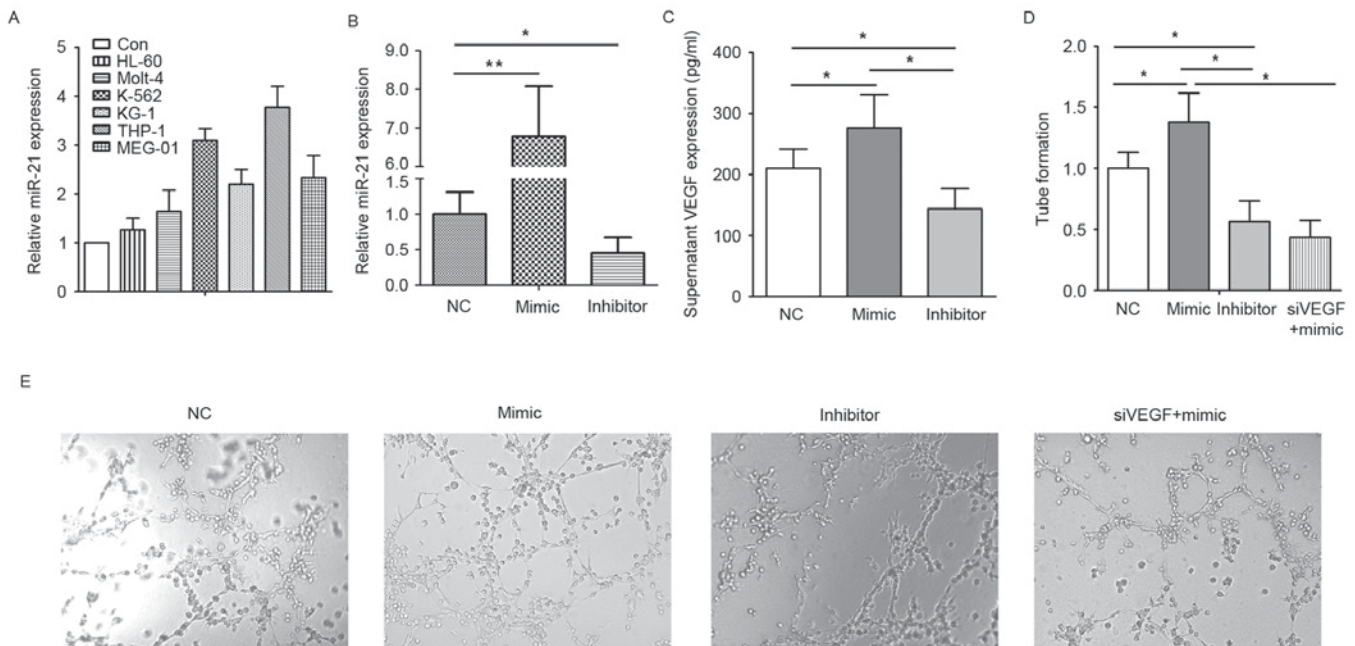 A
Relative miR-21 expression
5
4
3
2
1
0
Con
HL-60
Molt-4
K-562
KG-1
THP-1
MEG-01
B
Relative miR-21 expression
9.0
8.0
7.0
6.0
1.5
1.0
0.5
0.0
*
**
NC Mimic Inhibitor
C
Supernatant VEGF expression (pg/ml)
400
300
200
100
0
*
* *
NC Mimic Inhibitor
D
Tube formation
2.0
1.5
1.0
0.5
0.0
*
* *
*
NC Mimic Inhibitor siVEGF
+mimic
E
NC Mimic Inhibitor siVEGF+mimic